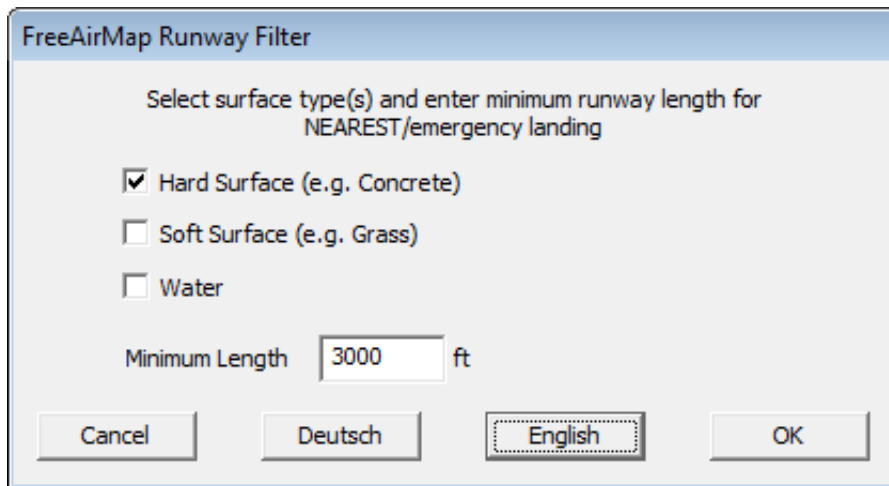 FreeAirMap Runway Filter
Select surface type(s) and enter minimum runway length for
NEAREST/emergency landing
Hard Surface (e.g. Concrete)
Soft Surface (e.g. Grass)
Water
Minimum Length 3000 ft
Cancel Deutsch English OK